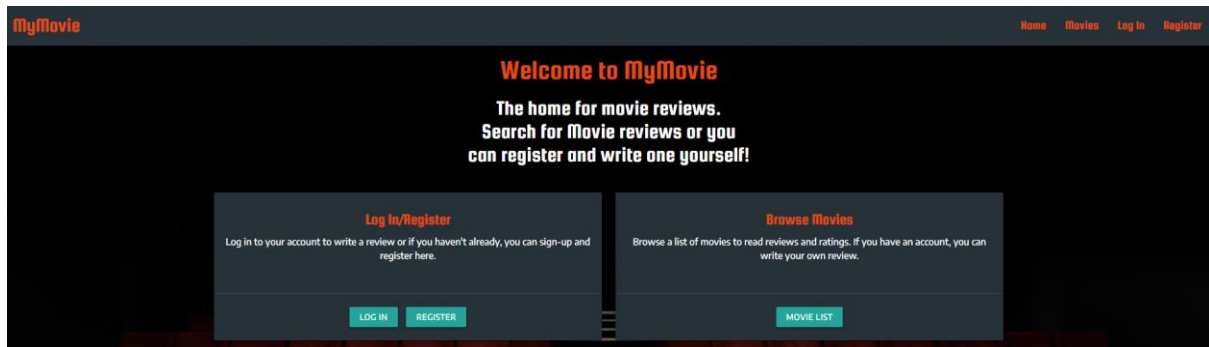 MyMovie
Home Movies Log In Register
Welcome to MyMovie
The home for movie reviews.
Search for Movie reviews or you
can register and write one yourself!
Log In/Register
Log in to your account to write a review or if you haven't already, you can sign-up and
register here.
LOG IN REGISTER
Browse Movies
Browse a list of movies to read reviews and ratings. If you have an account, you can
write your own review.
MOVIE LIST